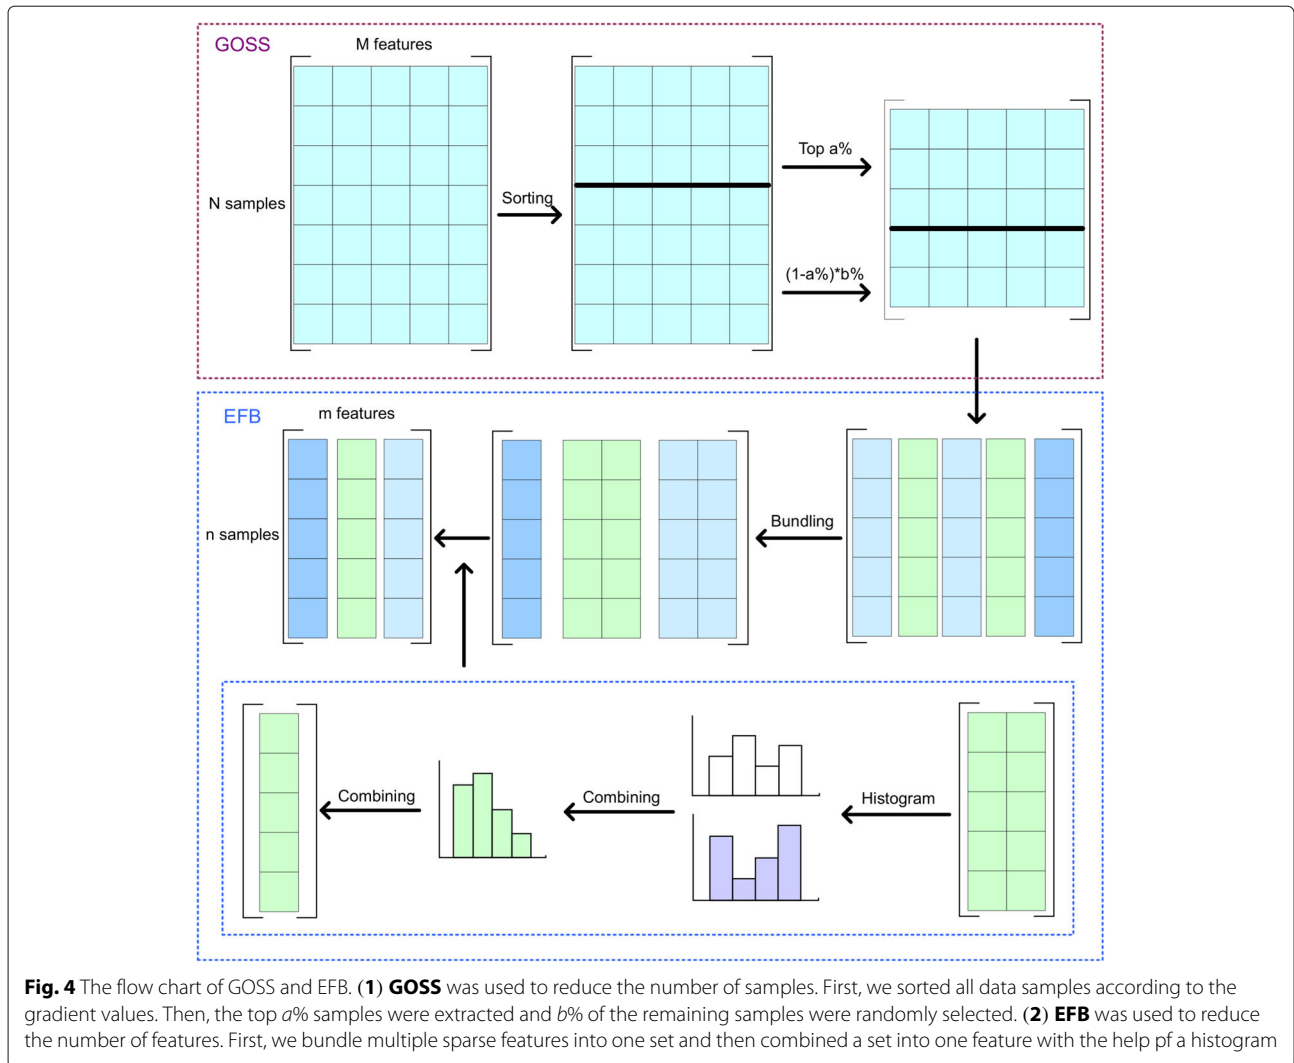 GOSS
M features
N samples
Sorting
Top a%
(1-a%)*b%
EFB
m features
n samples
Bundling
Combining
Combining
Histogram
Fig. 4 The flow chart of GOSS and EFB. (1) GOSS was used to reduce the number of samples. First, we sorted all data samples according to the
gradient values. Then, the top a% samples were extracted and b% of the remaining samples were randomly selected. (2) EFB was used to reduce
the number of features. First, we bundle multiple sparse features into one set and then combined a set into one feature with the help pf a histogram